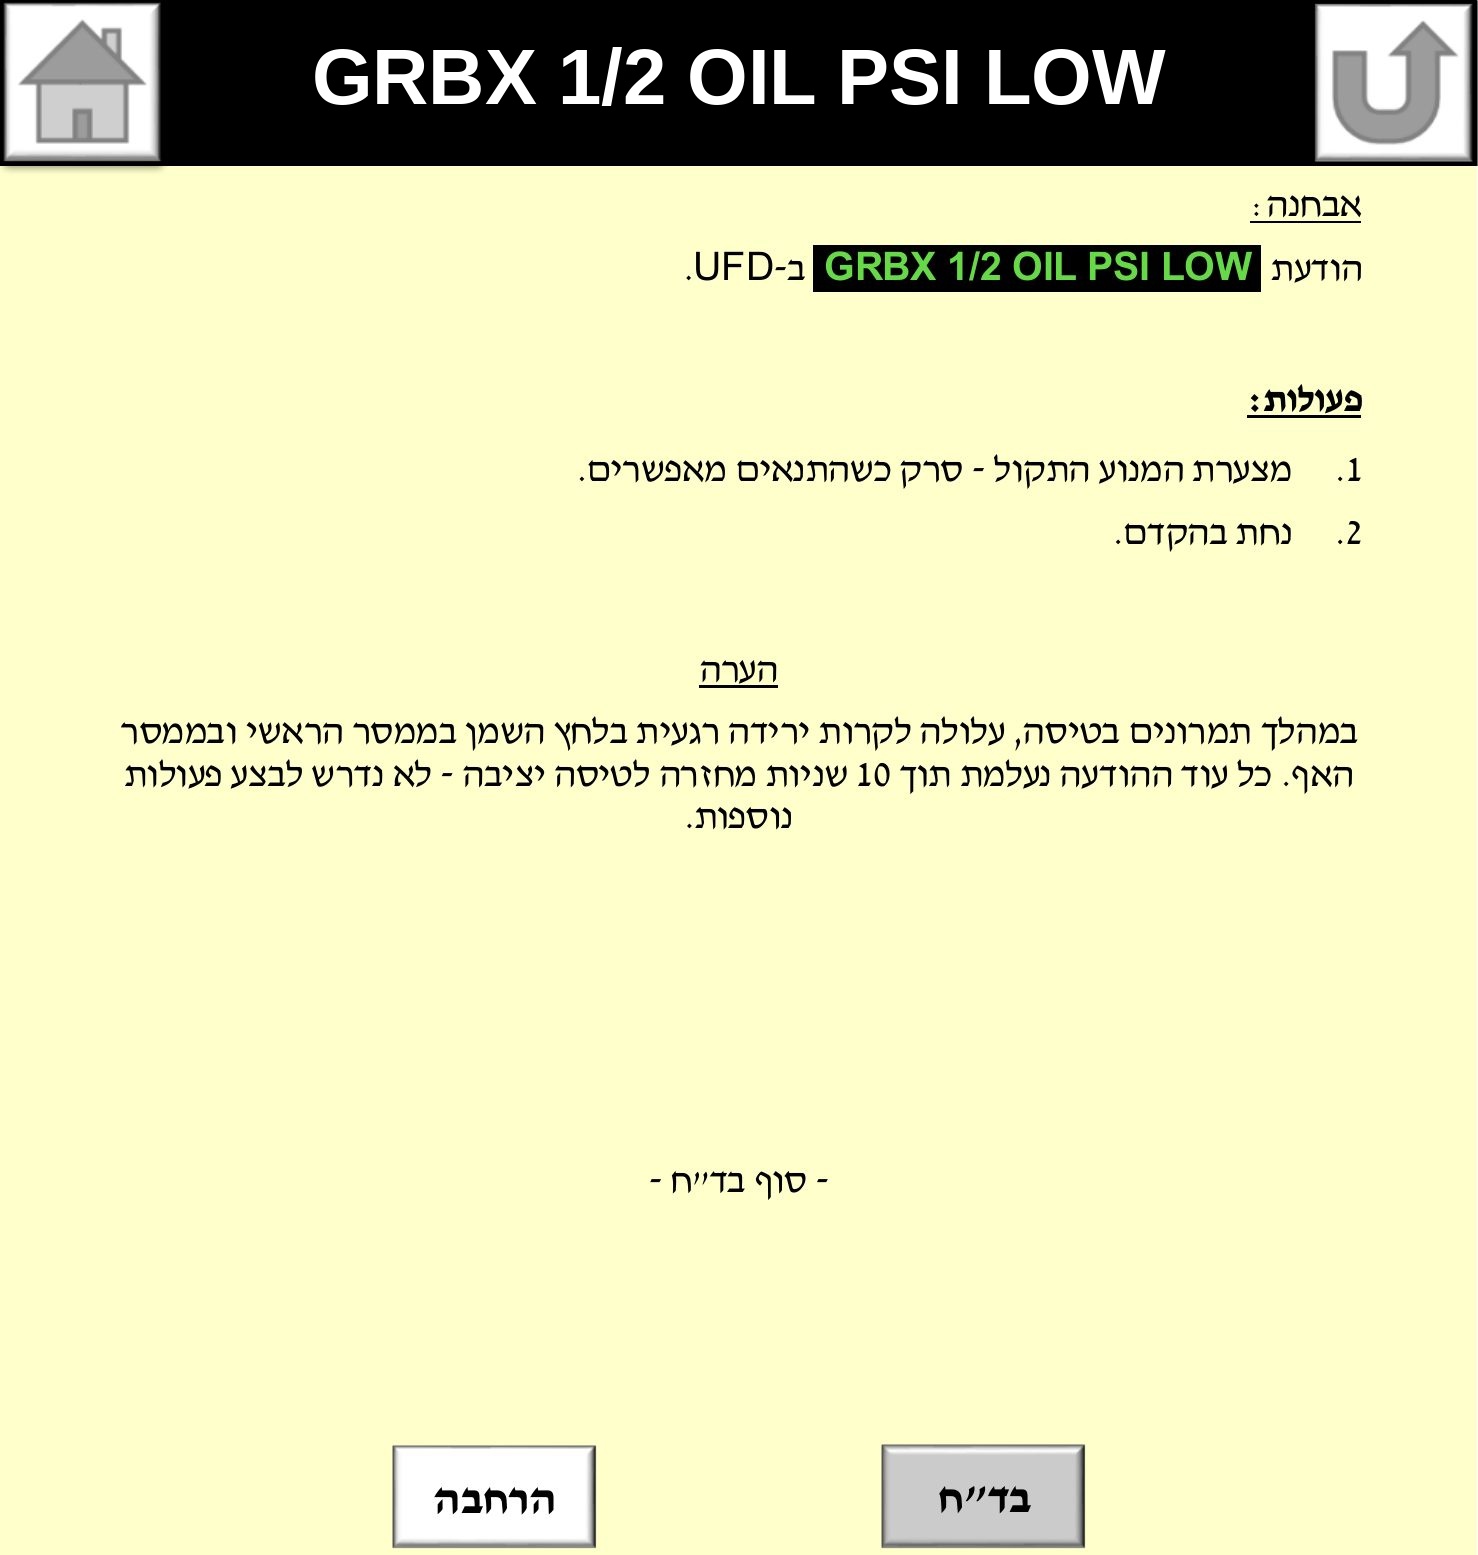 GRBX 1/2 OIL PSI LOW
אבחנה:
הודעת GRBX 1/2 OIL PSI LOW ב-UFD.
פעולות:
1. מצערת המנוע התקול - סרק כשהתנאים מאפשרים.
2. נחת בהקדם.
הערה
במהלך תמרונים בטיסה, עלולה לקרות ירידה רגעית בלחץ השמן בממסר הראשי ובממסר
האף. כל עוד ההודעה נעלמת תוך 10 שניות מחזרה לטיסה יציבה - לא נדרש לבצע פעולות
נוספות.
- סוף בד״ח -
בד״ח
הרחבה